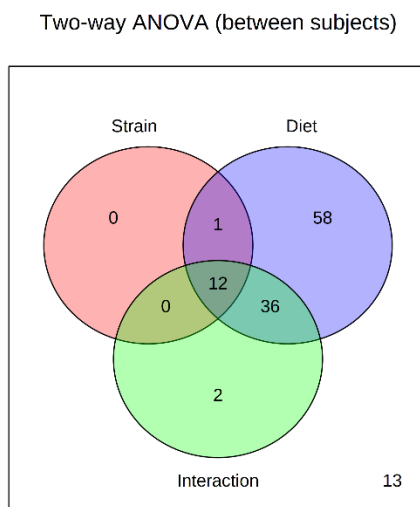 Two-way ANOVA (between subjects)
Strain Diet
0 1 58
12
0 36
2
Interaction 13